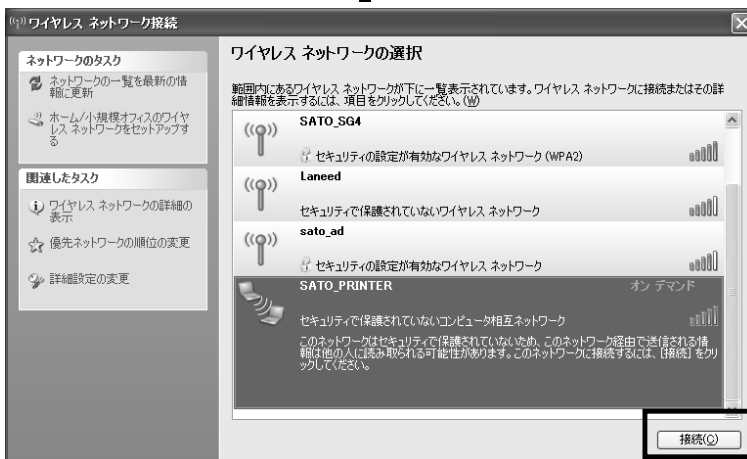 ワイヤレス ネットワーク接続
ネットワークのタスク
ネットワークの一覧を最新の情
報に更新
ホーム/小規模オフィスのワイヤ
レス ネットワークをセットアップす
る
関連したタスク
ワイヤレス ネットワークの詳細の
表示
優先ネットワークの順位の変更
詳細設定の変更
ワイヤレス ネットワークの選択
範囲内にあるワイヤレス ネットワークが下に一覧表示されています。ワイヤレス ネットワークに接続またはその詳
細情報を表示するには、項目をクリックしてください。(W)
SATO_SG4
セキュリティの設定が有効なワイヤレス ネットワーク (WPA2)
Laneed
セキュリティで保護されていないワイヤレス ネットワーク
sato_ad
セキュリティの設定が有効なワイヤレス ネットワーク
SATO_PRINTER オン デマンド
セキュリティで保護されていないコンピュータ相互ネットワーク
このネットワークはセキュリティで保護されていないため、このネットワーク経由で送信される情
報は他の人に読み取られる可能性があります。このネットワークに接続するには、[接続] をクリ
ックしてください。
接続(C)